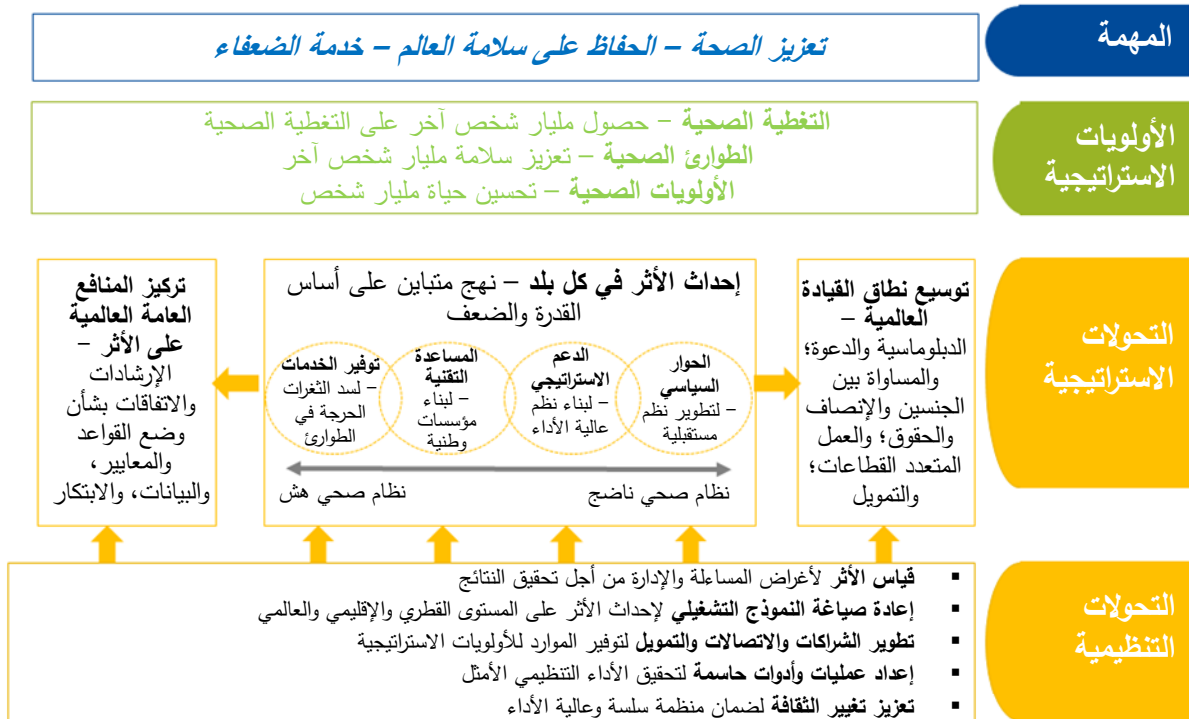 المهمة
تعزيز الصحة – الحفاظ على سلامة العالم – خدمة الضعفاء
الأولويات
الاستراتيجية
التغطية الصحية – حصول مليار شخص آخر على التغطية الصحية
الطوارئ الصحية – تعزيز سلامة مليار شخص آخر
الأولويات الصحية – تحسين حياة مليار شخص
التحولات
الاستراتيجية
توسيع نطاق القيادة
العالمية –
الدبلوماسية والدعوة؛
والمساواة بين
الجنسين والإنصاف
والحقوق؛ والعمل
المتعدد القطاعات؛
والتمويل
إحداث الأثر في كل بلد – نهج متباين على أساس
القدرة والضعف
الحوار
السياسي
– لتطوير نظم
مستقبلية
الدعم
الاستراتيجي
– لبناء نظم
عالية الأداء
المساعدة
التقنية
– لبناء
مؤسسات
وطنية
توفير الخدمات
– لسد الثغرات
الحرجة في
الطوارئ
نظام صحي ناضج
نظام صحي هش
تركيز المنافع
العامة العالمية
على الأثر –
الإرشادات
والاتفاقات بشأن
وضع القواعد
والمعايير،
والبيانات، والابتكار
التحولات
التنظيمية
▪ قياس الأثر لأغراض المساءلة والإدارة من أجل تحقيق النتائج
▪ إعادة صياغة النموذج التشغيلي لإحداث الأثر على المستوى القطري والإقليمي والعالمي
▪ تطوير الشراكات والاتصالات والتمويل لتوفير الموارد للأولويات الاستراتيجية
▪ إعداد عمليات وأدوات حاسمة لتحقيق الأداء التنظيمي الأمثل
▪ تعزيز تغيير الثقافة لضمان منظمة سلسة وعالية الأداء